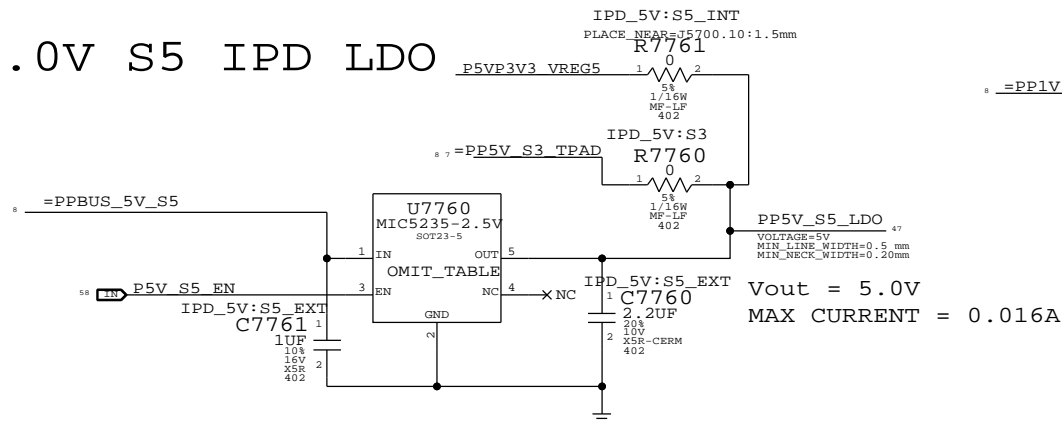 .0V S5 IPD LDO
IPD_5V:S5_INT
PLACE_NEAR=J5700.10:1.5mm
R7761
P5VP3V3_VREG5
1
0
2
5%
1/16W
MF-LF
402
8
=PP1V
IPD_5V:S3
8 7
=PP5V_S3_TPAD
R7760
1
0
2
5%
1/16W
MF-LF
402
8
=PPBUS_5V_S5
U7760
MIC5235-2.5V
SOT23-5
1
IN
OUT
5
OMIT_TABLE
58
IN
P5V_S5_EN
3
EN
NC
4
NC
GND
2
PP5V_S5_LDO
47
VOLTAGE=5V
MIN_LINE_WIDTH=0.5 mm
MIN_NECK_WIDTH=0.20mm
IPD_5V:S5_EXT
C7761
1
1UF
10%
16V
X5R
402
2
IPD_5V:S5_EXT
1
C7760
2.2UF
20%
10V
X5R-CERM
402
2
Vout = 5.0V
MAX CURRENT = 0.016A